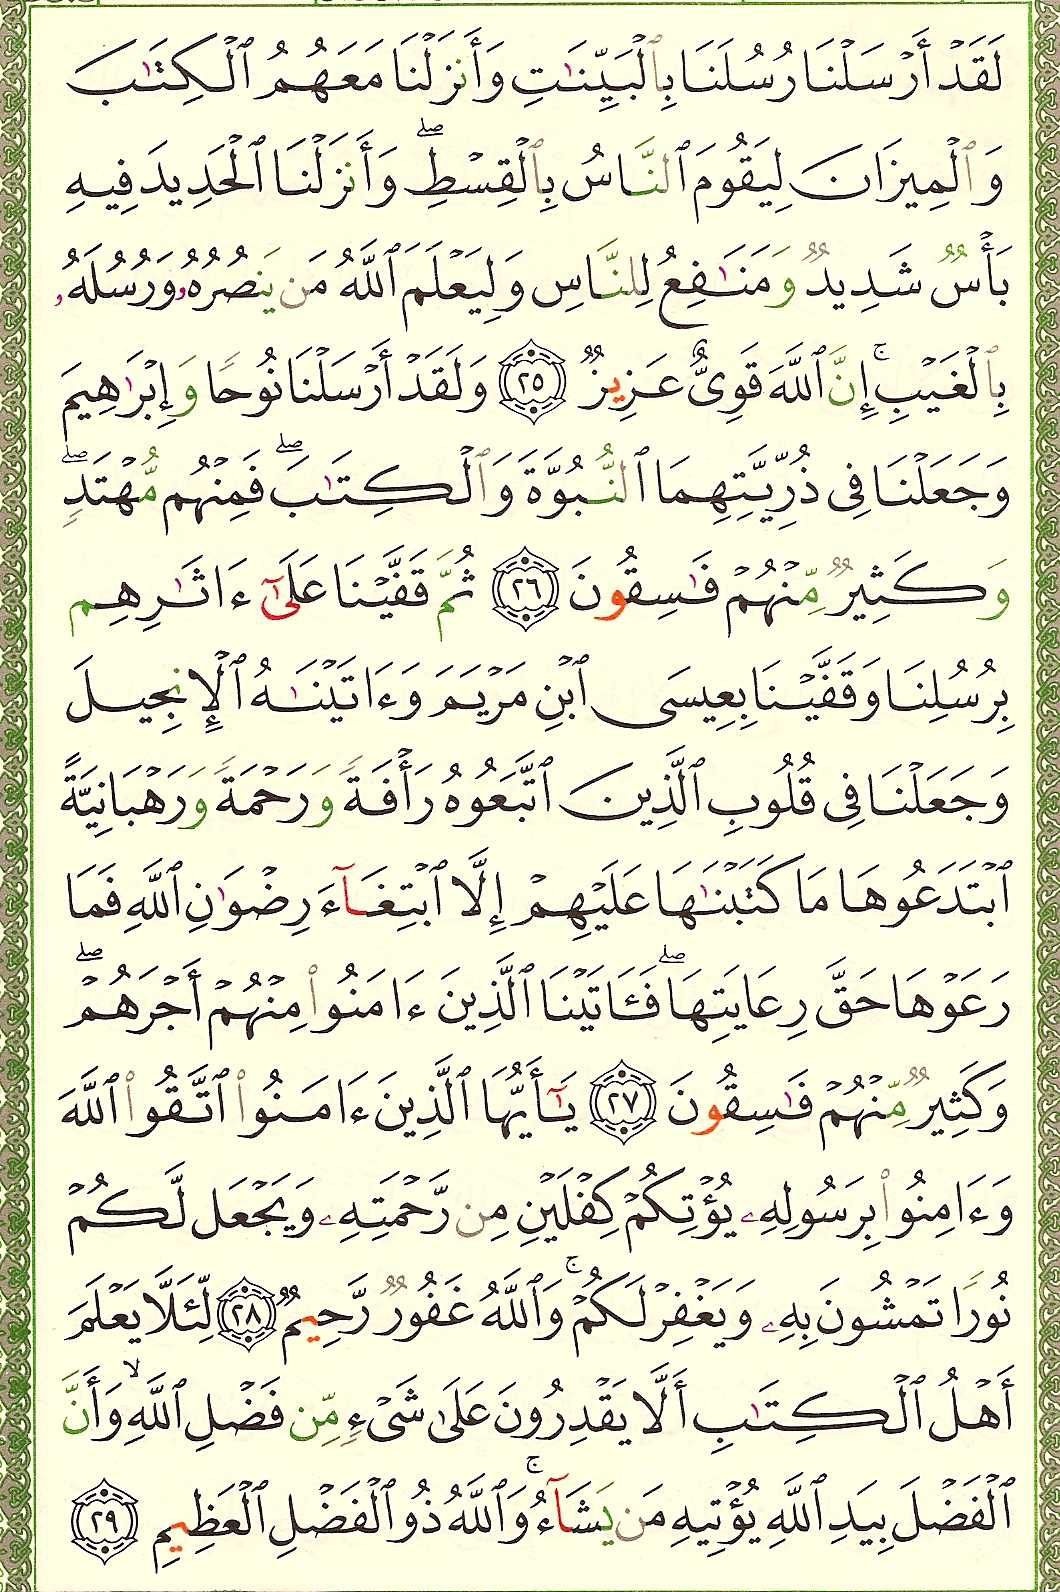 لَقَدْ أَرْسَلْنَا رُسُلَنَا بِٱلْبَيِّنَٰتِ وَأَنزَلْنَا مَعَهُمُ ٱلْكِتَٰبَ
وَٱلْمِيزَانَ لِيَقُومَ ٱلنَّاسُ بِٱلْقِسْطِۖ وَأَنزَلْنَا ٱلْحَدِيدَ فِيهِ
بَأْسٌ شَدِيدٌ وَمَنَٰفِعُ لِلنَّاسِ وَلِيَعْلَمَ ٱللَّهُ مَن يَنصُرُهُۥ وَرُسُلَهُۥ
بِٱلْغَيْبِۚ إِنَّ ٱللَّهَ قَوِىٌّ عَزِيزٌ ٢٥ وَلَقَدْ أَرْسَلْنَا نُوحًا وَإِبْرَٰهِيمَ
وَجَعَلْنَا فِى ذُرِّيَّتِهِمَا ٱلنُّبُوَّةَ وَٱلْكِتَٰبَۖ فَمِنْهُم مُّهْتَدٍۖ
وَكَثِيرٌ مِّنْهُمْ فَٰسِقُونَ ٢٦ ثُمَّ قَفَّيْنَا عَلَىٰٓ ءَاثَٰرِهِم
بِرُسُلِنَا وَقَفَّيْنَا بِعِيسَى ٱبْنِ مَرْيَمَ وَءَاتَيْنَٰهُ ٱلْإِنجِيلَ
وَجَعَلْنَا فِى قُلُوبِ ٱلَّذِينَ ٱتَّبَعُوهُ رَأْفَةً وَرَحْمَةً وَرَهْبَانِيَّةً
ٱبْتَدَعُوهَا مَا كَتَبْنَٰهَا عَلَيْهِمْ إِلَّا ٱبْتِغَآءَ رِضْوَٰنِ ٱللَّهِ فَمَا
رَعَوْهَا حَقَّ رِعَايَتِهَاۖ فَـَٔاتَيْنَا ٱلَّذِينَ ءَامَنُوا۟ مِنْهُمْ أَجْرَهُمْۖ
وَكَثِيرٌ مِّنْهُمْ فَٰسِقُونَ ٢٧ يَٰٓأَيُّهَا ٱلَّذِينَ ءَامَنُوا۟ ٱتَّقُوا۟ ٱللَّهَ
وَءَامِنُوا۟ بِرَسُولِهِۦ يُؤْتِكُمْ كِفْلَيْنِ مِن رَّحْمَتِهِۦ وَيَجْعَل لَّكُمْ
نُورًا تَمْشُونَ بِهِۦ وَيَغْفِرْ لَكُمْۚ وَٱللَّهُ غَفُورٌ رَّحِيمٌ ٢٨ لِّئَلَّا يَعْلَمَ
أَهْلُ ٱلْكِتَٰبِ أَلَّا يَقْدِرُونَ عَلَىٰ شَىْءٍ مِّن فَضْلِ ٱللَّهِۙ وَأَنَّ
ٱلْفَضْلَ بِيَدِ ٱللَّهِ يُؤْتِيهِ مَن يَشَآءُۚ وَٱللَّهُ ذُو ٱلْفَضْلِ ٱلْعَظِيمِ ٢٩